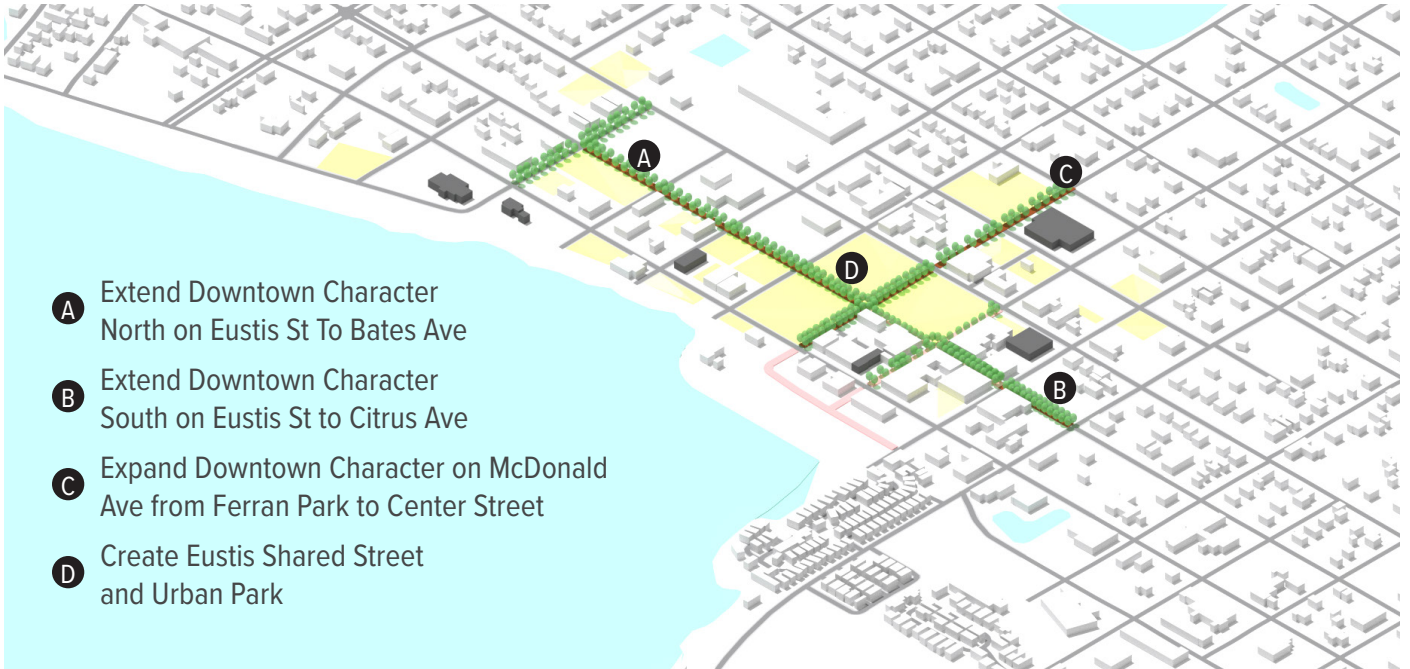 A
C
D
B
A Extend Downtown Character
North on Eustis St To Bates Ave
B Extend Downtown Character
South on Eustis St to Citrus Ave
C Expand Downtown Character on McDonald
Ave from Ferran Park to Center Street
D Create Eustis Shared Street
and Urban Park